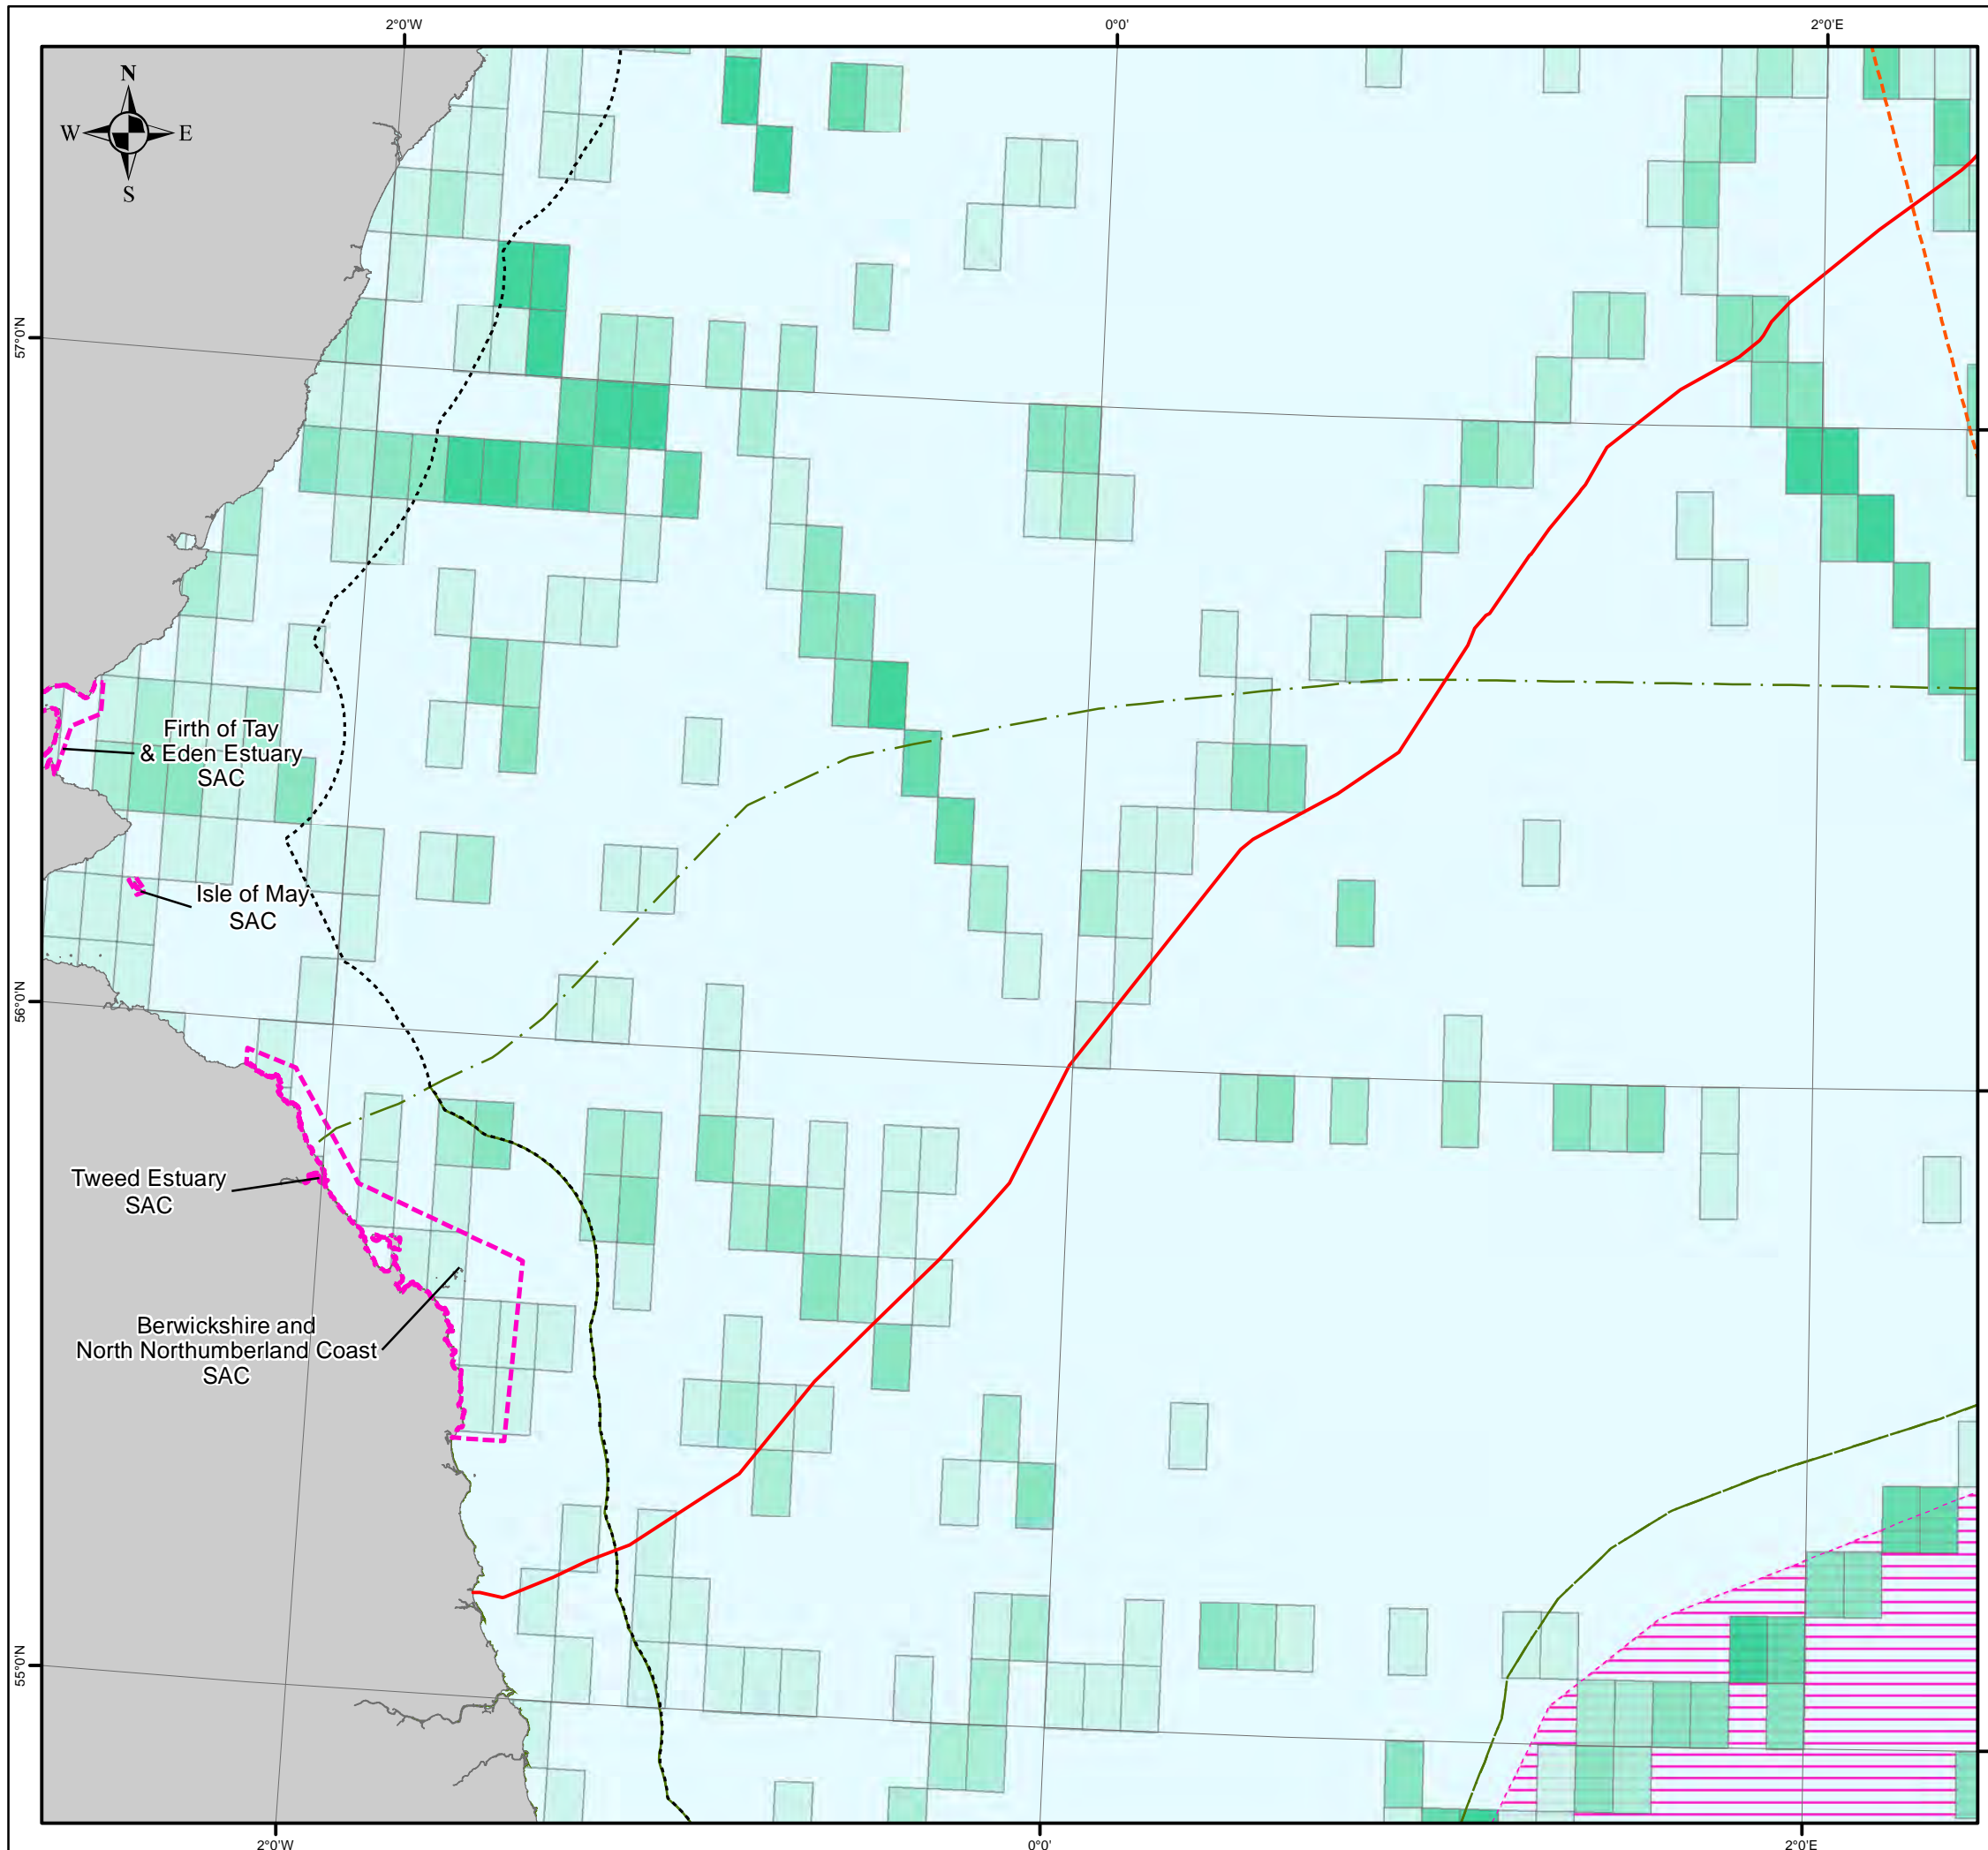 2°0'W
0°0'
2°0'E
N
W
E
S
57°0'N
Firth of Tay
& Eden Estuary
SAC
Isle of May
SAC
56°0'N
Tweed Estuary
SAC
Berwickshire and
North Northumberland Coast
SAC
55°0'N
2°0'W
0°0'
2°0'E